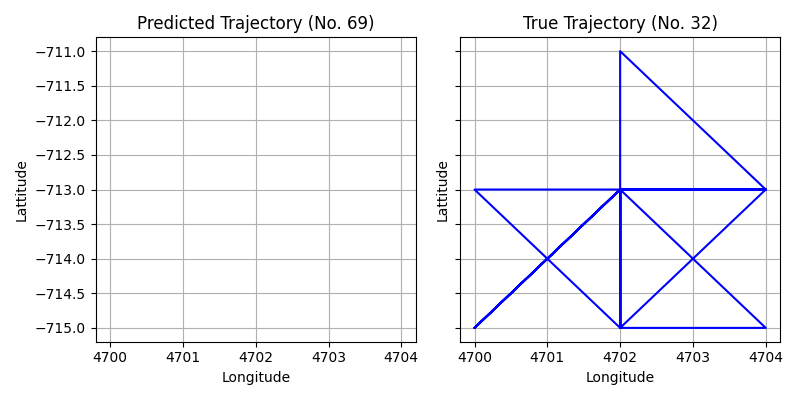 Predicted Trajectory (No. 69)
True Trajectory (No. 32)
Lattitude
−711.0
−711.5
−712.0
−712.5
−713.0
−713.5
−714.0
−714.5
−715.0
4700 4701 4702 4703 4704
Longitude
Lattitude
4700 4701 4702 4703 4704
Longitude